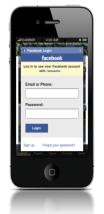 Facebook Login
facebook
Log in to use your Facebook account
with
Email or Phone:
Password:
Login
Sign up
Forgot your password?